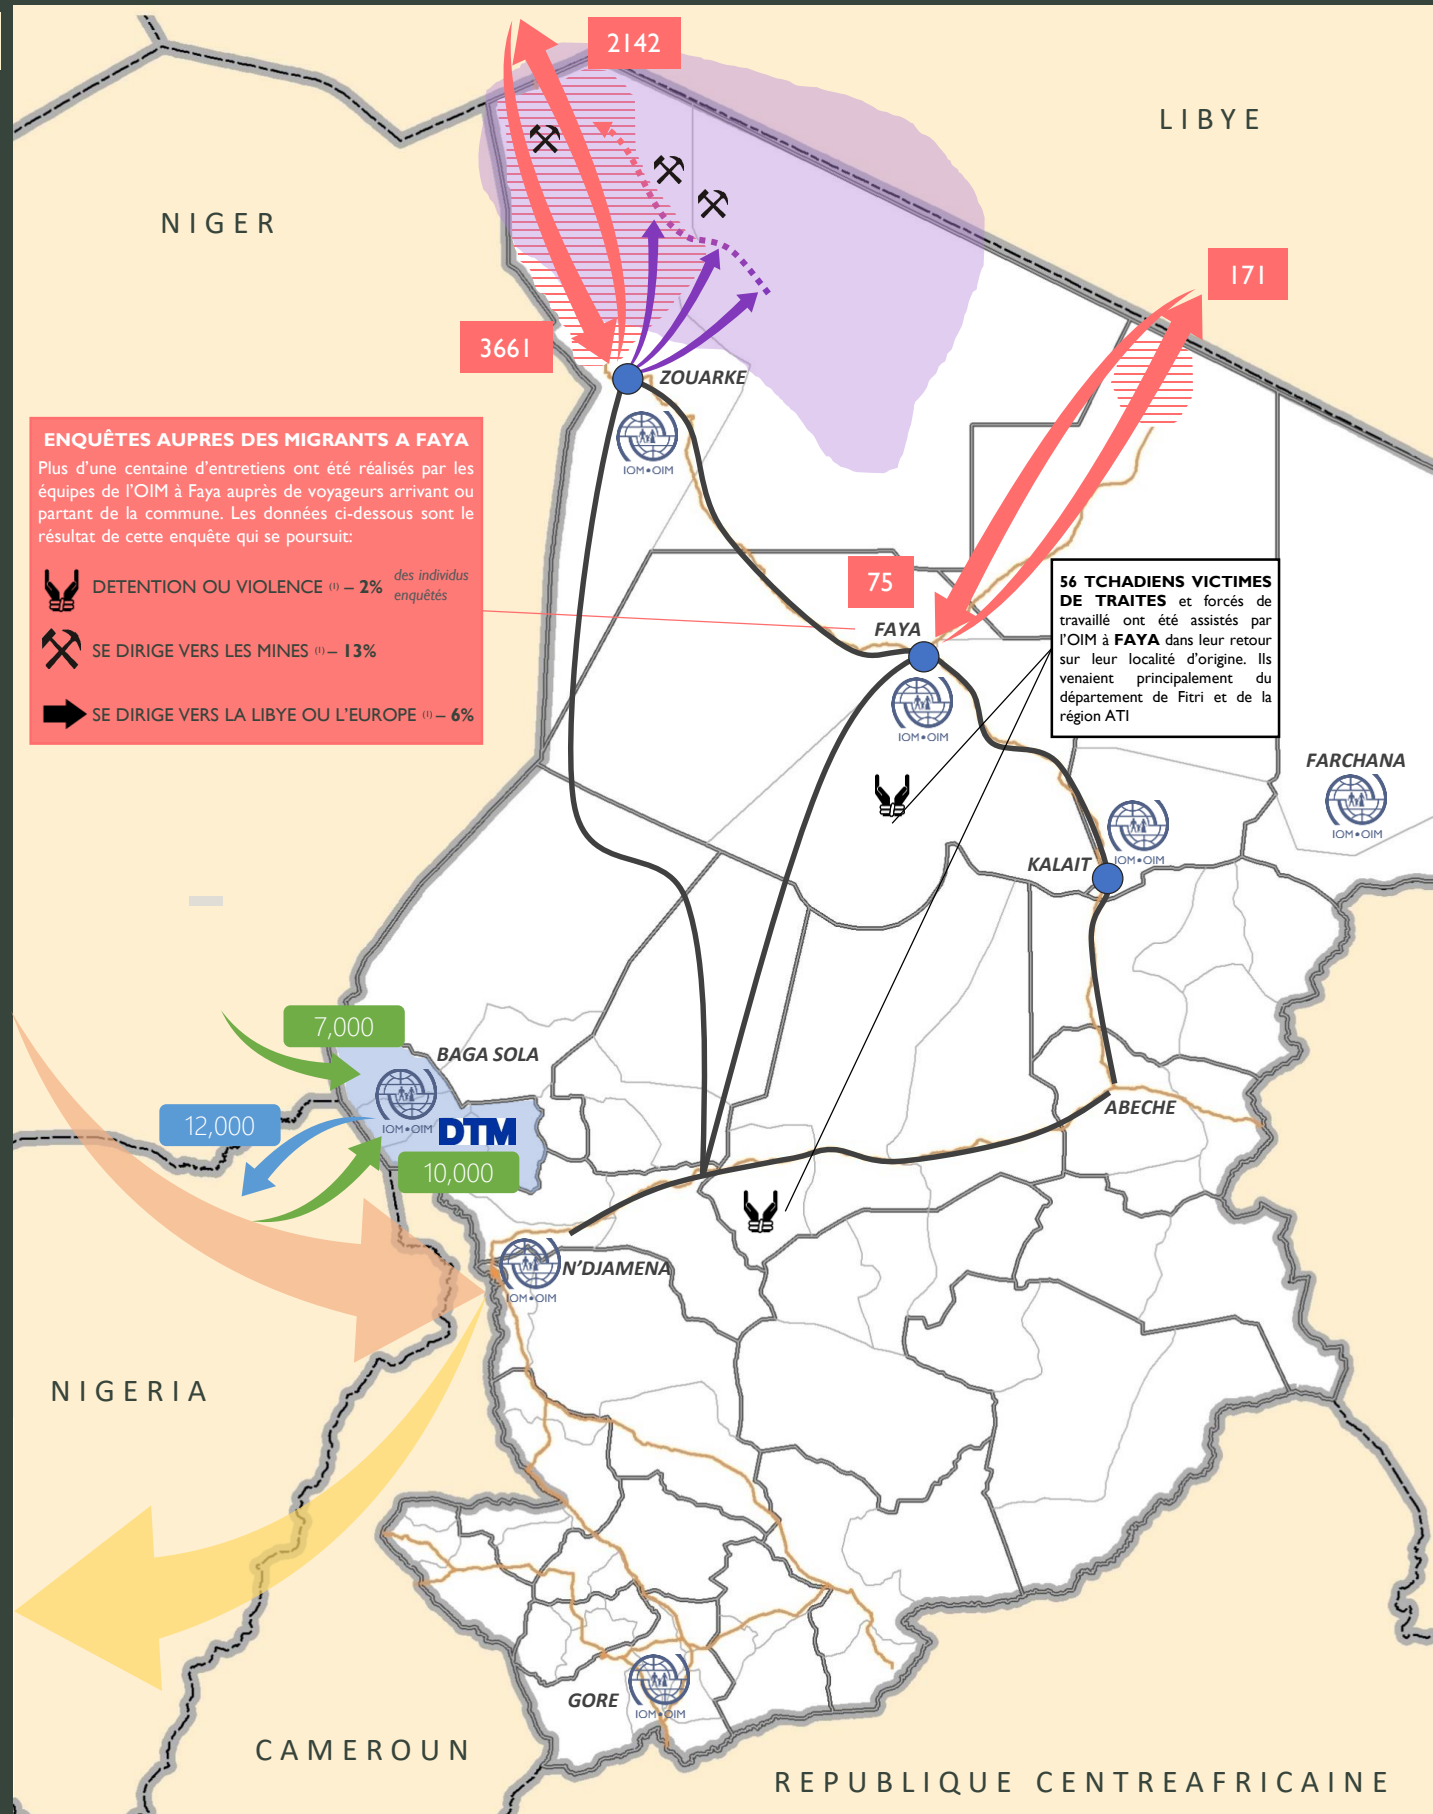 2142
LIBYE
NIGER
171
3661
ZOUARKE
IOM•OIM
ENQUÊTES AUPRES DES MIGRANTS A FAYA
Plus d'une centaine d'entretiens ont été réalisés par les
équipes de l'OIM à Faya auprès de voyageurs arrivant ou
partant de la commune. Les données ci-dessous sont le
résultat de cette enquête qui se poursuit:
DETENTION OU VIOLENCE (1) – 2% des individus
enquêtés
SE DIRIGE VERS LES MINES (1) – 13%
SE DIRIGE VERS LA LIBYE OU L'EUROPE (1) – 6%
75
FAYA
IOM•OIM
56 TCHADIENS VICTIMES
DE TRAITES et forcés de
travaillé ont été assistés par
l'OIM à FAYA dans leur retour
sur leur localité d'origine. Ils
venaient principalement du
département de Fitri et de la
région ATI
FARCHANA
IOM•OIM
KALAIT
IOM•OIM
7,000
BAGA SOLA
12,000
IOM•OIM
DTM
10,000
ABECHE
N'DJAMENA
IOM•OIM
NIGERIA
GORE
IOM•OIM
CAMEROUN
REPUBLIQUE CENTREAFRICAINE